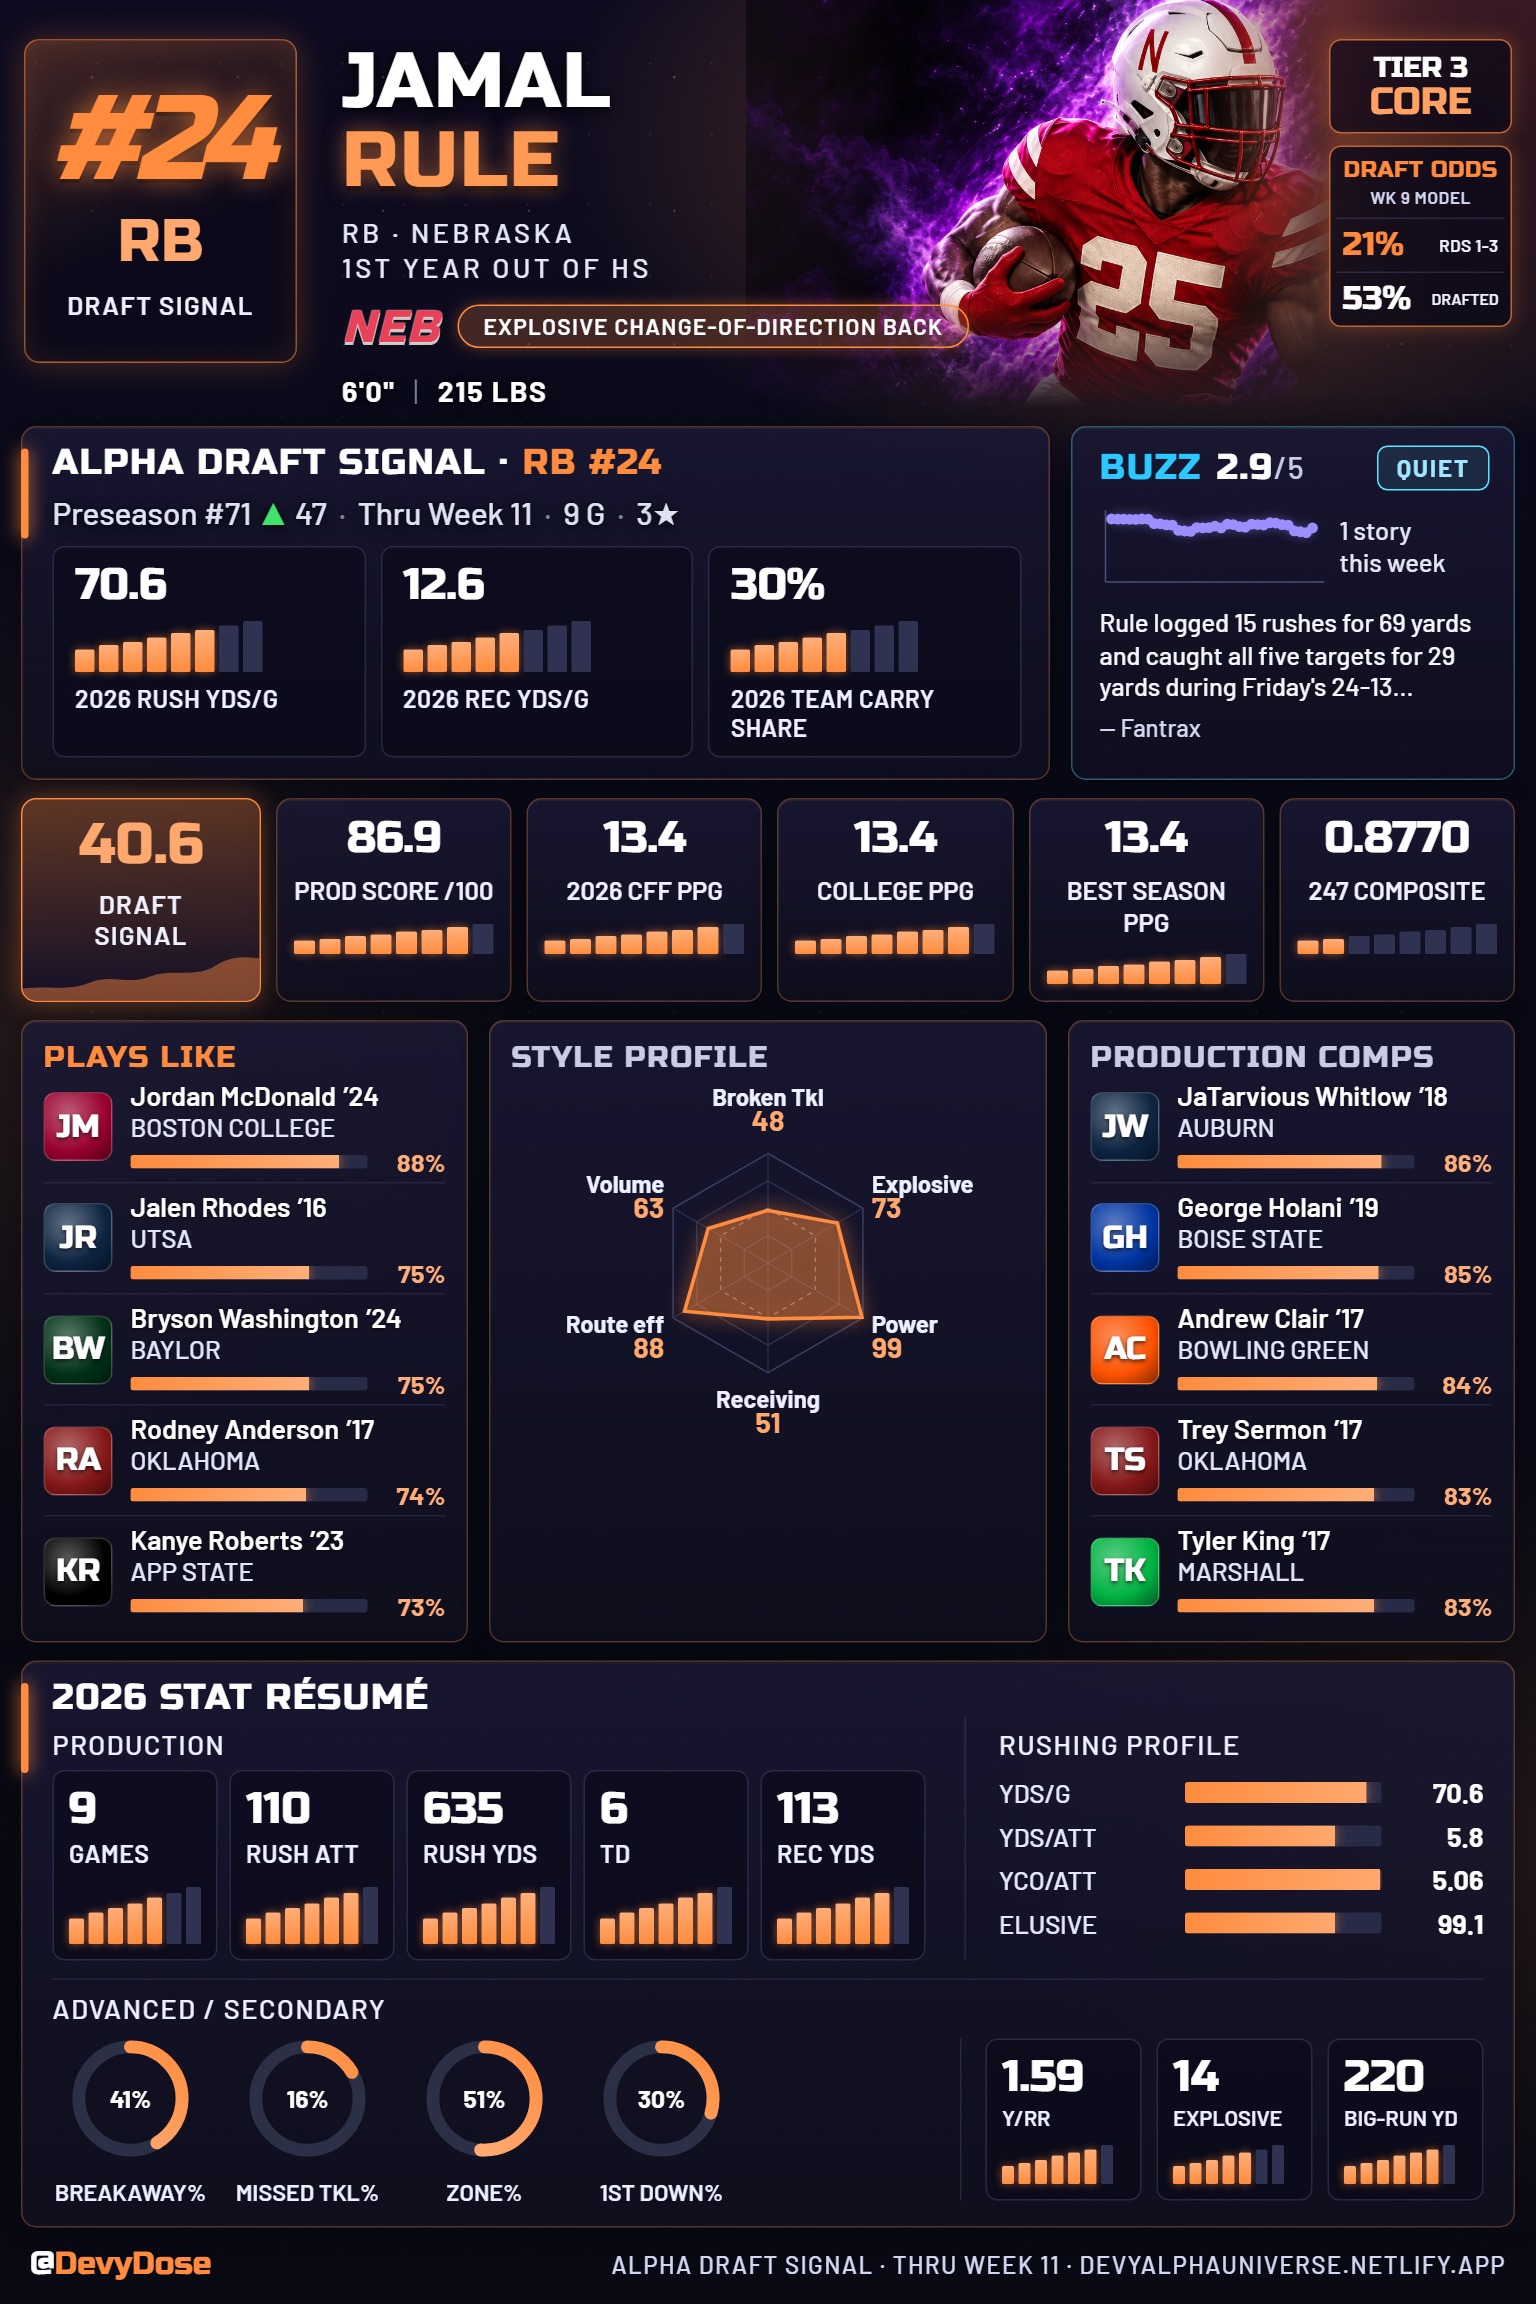 #24
RB
DRAFT SIGNAL
JAMAL
RULE
RB · NEBRASKA
1ST YEAR OUT OF HS
NEB
EXPLOSIVE CHANGE-OF-DIRECTION BACK
6'0" | 215 LBS
N
25
TIER 3
CORE
DRAFT ODDS
WK 9 MODEL
21% RDS 1-3
53% DRAFTED
ALPHA DRAFT SIGNAL · RB #24
Preseason #71 ▲ 47 · Thru Week 11 · 9 G · 3★
70.6
2026 RUSH YDS/G
12.6
2026 REC YDS/G
30%
2026 TEAM CARRY
SHARE
BUZZ 2.9/5
QUIET
1 story
this week
Rule logged 15 rushes for 69 yards
and caught all five targets for 29
yards during Friday's 24-13...
— Fantrax
40.6
DRAFT
SIGNAL
86.9
PROD SCORE /100
13.4
2026 CFF PPG
13.4
COLLEGE PPG
13.4
BEST SEASON
PPG
0.8770
247 COMPOSITE
PLAYS LIKE
JM
Jordan McDonald ’24
BOSTON COLLEGE
88%
JR
Jalen Rhodes ’16
UTSA
75%
BW
Bryson Washington ’24
BAYLOR
75%
RA
Rodney Anderson ’17
OKLAHOMA
74%
KR
Kanye Roberts ’23
APP STATE
73%
STYLE PROFILE
Broken Tkl
48
Volume
63
Explosive
73
Route eff
88
Power
99
Receiving
51
PRODUCTION COMPS
JW
JaTarvious Whitlow ’18
AUBURN
86%
GH
George Holani ’19
BOISE STATE
85%
AC
Andrew Clair ’17
BOWLING GREEN
84%
TS
Trey Sermon ’17
OKLAHOMA
83%
TK
Tyler King ’17
MARSHALL
83%
2026 STAT RÉSUMÉ
PRODUCTION
9
GAMES
110
RUSH ATT
635
RUSH YDS
6
TD
113
REC YDS
RUSHING PROFILE
YDS/G 70.6
YDS/ATT 5.8
YCO/ATT 5.06
ELUSIVE 99.1
ADVANCED / SECONDARY
41%
BREAKAWAY%
16%
MISSED TKL%
51%
ZONE%
30%
1ST DOWN%
1.59
Y/RR
14
EXPLOSIVE
220
BIG-RUN YD
@DevyDose
ALPHA DRAFT SIGNAL · THRU WEEK 11 · DEVYALPHAUNIVERSE.NETLIFY.APP